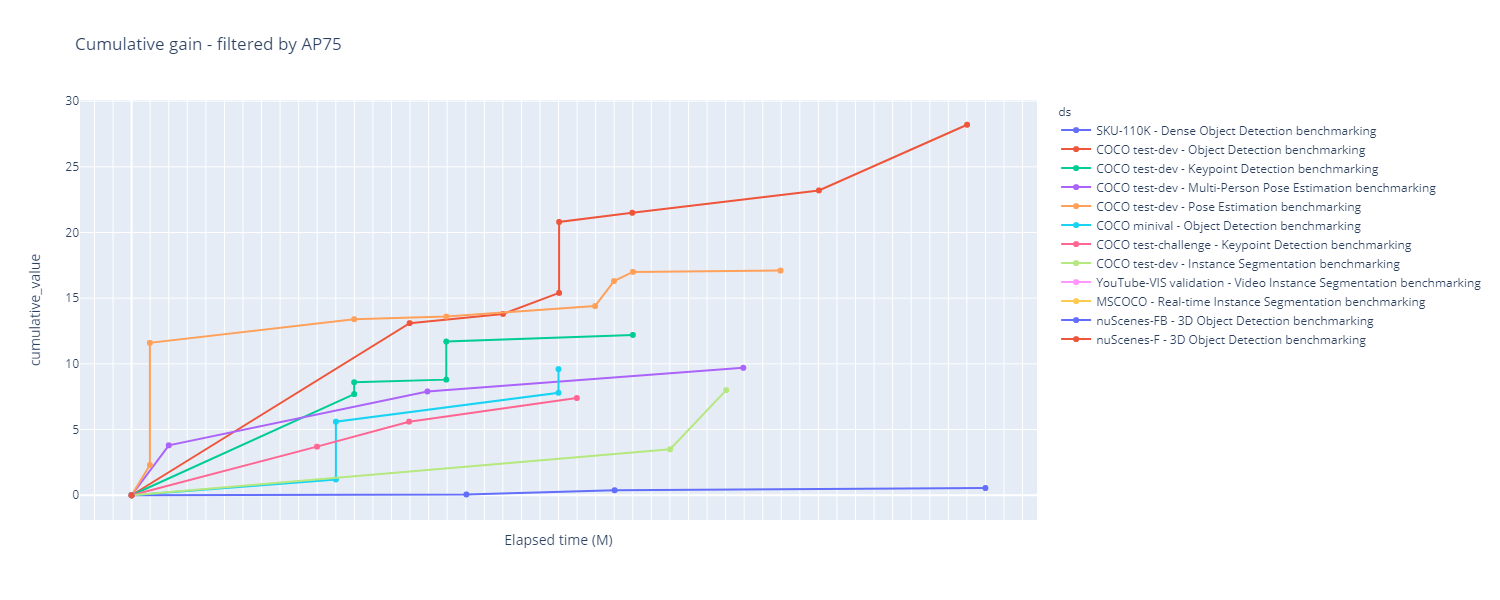 Cumulative gain - filtered by AP75
30
25
20
15
10
5
0
cumulative_value
Elapsed time (M)
ds
SKU-110K - Dense Object Detection benchmarking
COCO test-dev - Object Detection benchmarking
COCO test-dev - Keypoint Detection benchmarking
COCO test-dev - Multi-Person Pose Estimation benchmarking
COCO test-dev - Pose Estimation benchmarking
COCO minival - Object Detection benchmarking
COCO test-challenge - Keypoint Detection benchmarking
COCO test-dev - Instance Segmentation benchmarking
YouTube-VIS validation - Video Instance Segmentation benchmarking
MSCOCO - Real-time Instance Segmentation benchmarking
nuScenes-FB - 3D Object Detection benchmarking
nuScenes-F - 3D Object Detection benchmarking